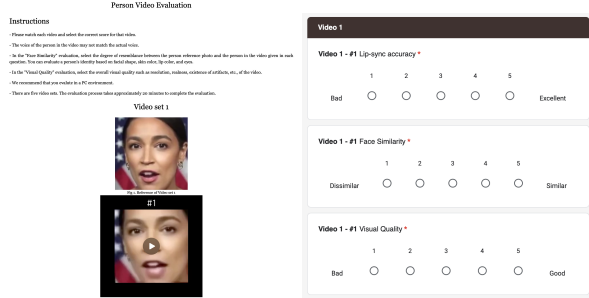 Person Video Evaluation
Instructions
- Please watch each video and select the correct score for that video.
- The voice of the person in the video may not match the actual voice.
- In the "Face Similarity" evaluation, select the degree of resemblance between the person reference photo and the person in the video given in each
question. You can evaluate a person's identity based on facial shape, skin color, lip color, and eyes.
- In the "Visual Quality" evaluation, select the overall visual quality such as resolution, realness, existence of artifacts, etc., of the video.
- We recommend that you evaluate in a PC environment.
- There are five video sets. The evaluation process takes approximately 20 minutes to complete the evaluation.
Video set 1
Fig 1. Reference of Video set 1
#1
Video 1
Video 1 - #1 Lip-sync accuracy *
1 2 3 4 5
Bad Excellent
Video 1 - #1 Face Similarity *
1 2 3 4 5
Dissimilar Similar
Video 1 - #1 Visual Quality *
1 2 3 4 5
Bad Good